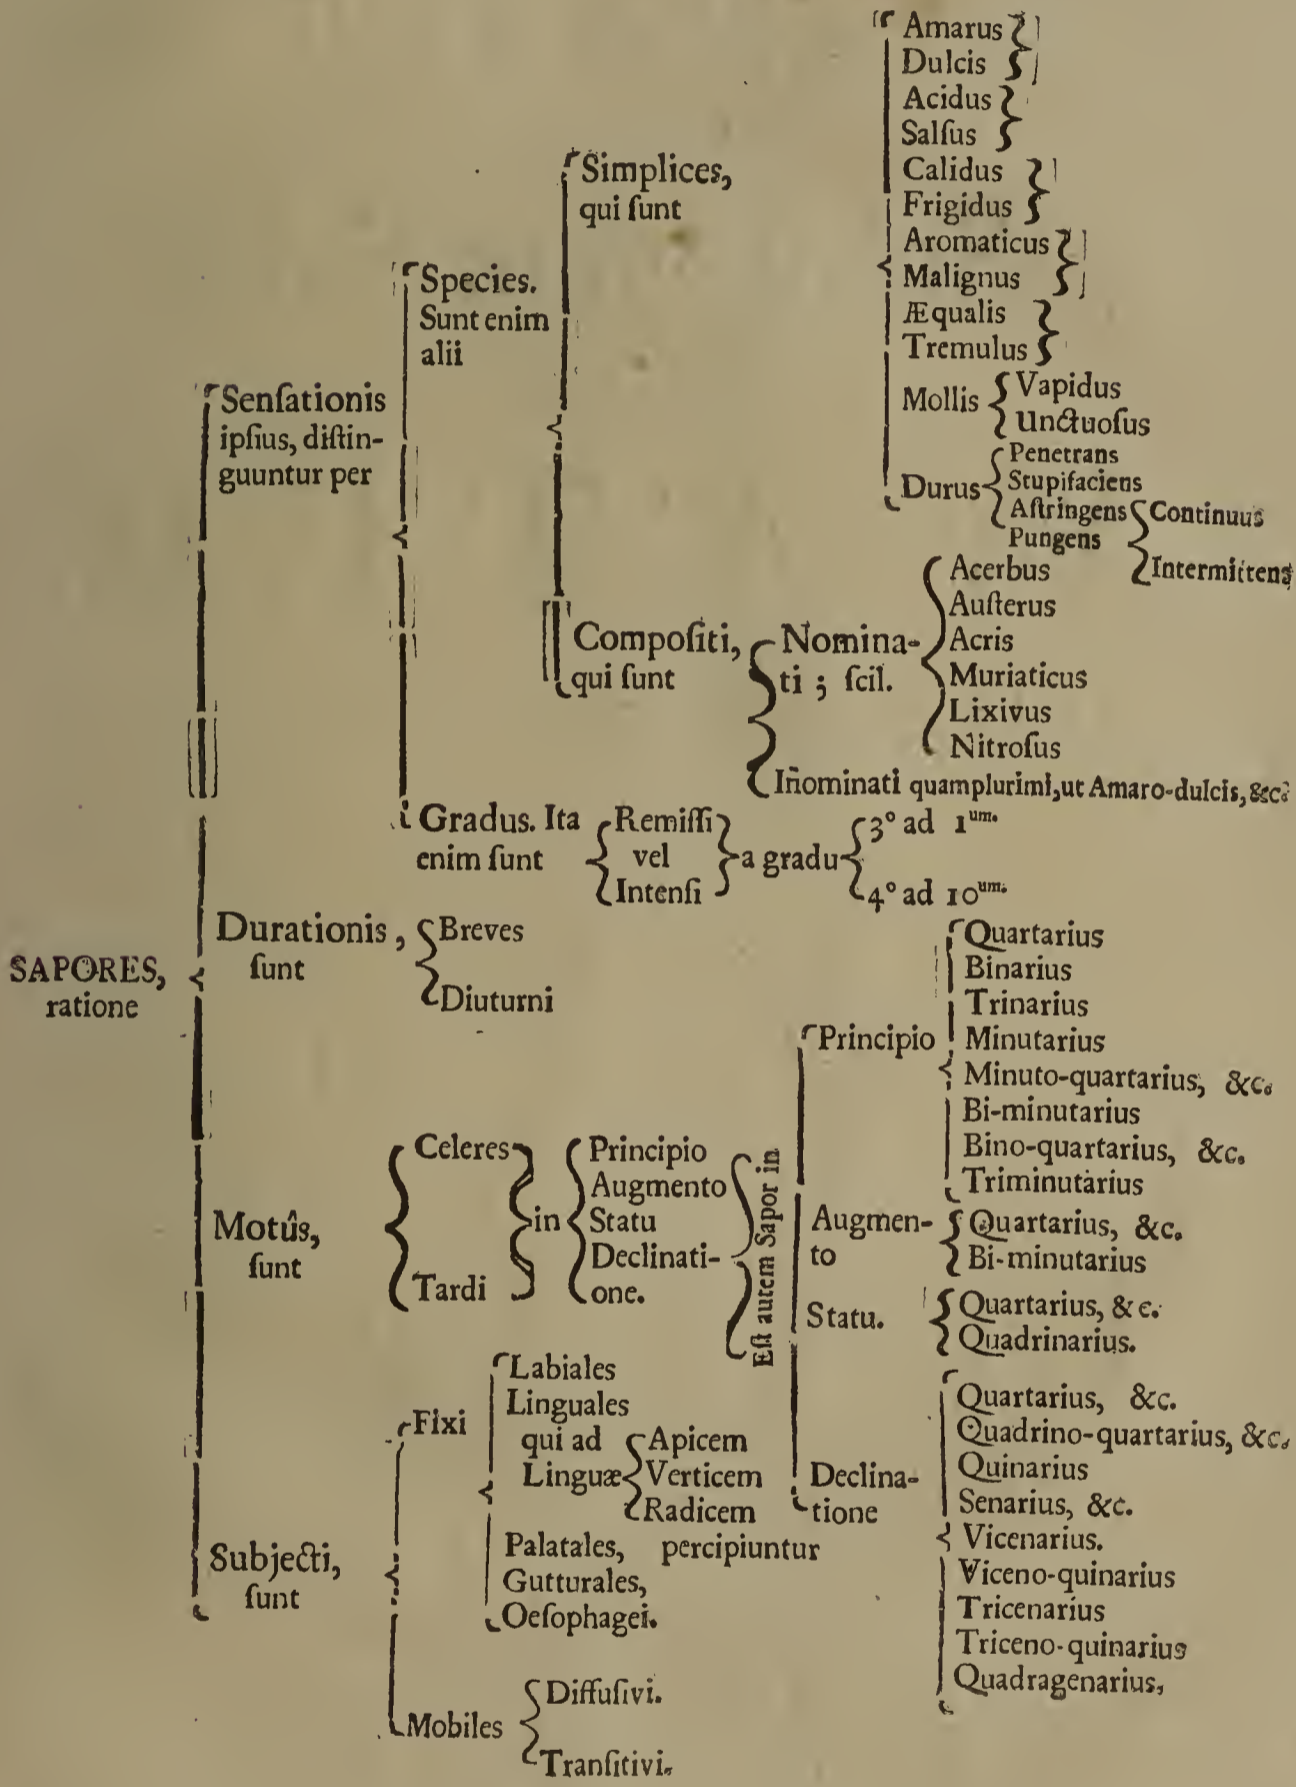 SAPORES,
ratione
Senſationis
ipſius, diſtin-
guuntur per
Species.
Sunt enim
alii
Simplices,
qui ſunt
Amarus
Dulcis
Acidus
Salſus
Calidus
Frigidus
Aromaticus
Malignus
Æqualis
Tremulus
Mollis
Vapidus
Unctuoſus
Durus
Penetrans
Stupifaciens
Aſtringens
Pungens
Continuus
Intermittens
Compoſiti,
qui ſunt
Nomina-
ti ; ſcil.
Acerbus
Auſterus
Acris
Muriaticus
Lixivus
Nitroſus
Iñominati quamplurimi, ut Amaro-dulcis, &c.
Gradus. Ita
enim ſunt
Remiſſi
vel
Intenſi
a gradu
3º ad 1um.
4º ad 10um.
Durationis,
ſunt
Breves
Diuturni
Motûs,
ſunt
Celeres
Tardi
in
Principio
Augmento
Statu
Declinati-
one.
Eſt autem Sapor in
Principio
Quartarius
Binarius
Trinarius
Minutarius
Minuto-quartarius, &c.
Bi-minutarius
Bino-quartarius, &c.
Triminutarius
Augmen-
to
Quartarius, &c.
Bi-minutarius
Statu.
Quartarius, &c.
Quadrinarius.
Declina-
tione
Quartarius, &c.
Quadrino-quartarius, &c.
Quinarius
Senarius, &c.
Vicenarius.
Viceno-quinarius
Tricenarius
Triceno-quinarius
Quadragenarius,
Subjecti,
ſunt
Fixi
Labiales
Linguales
qui ad
Linguæ
Apicem
Verticem
Radicem
percipiuntur
Palatales,
Gutturales,
Oeſophagei.
Mobiles
Diffuſivi.
Tranſitivi.